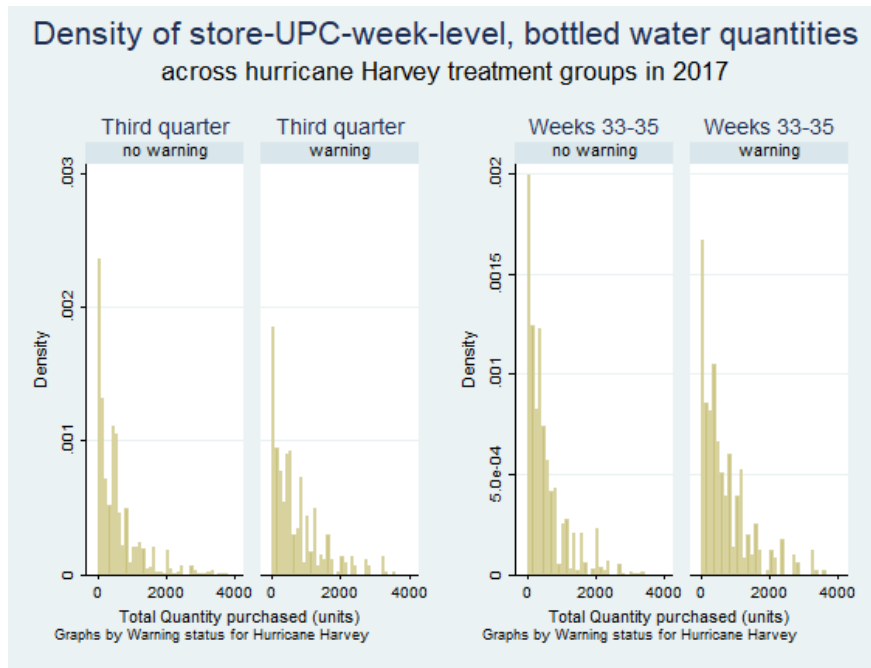 Density of store-UPC-week-level, bottled water quantities
across hurricane Harvey treatment groups in 2017
Third quarter
Third quarter
no warning
warning
.003
.002
.001
0
Density
0 2000 4000
0 2000 4000
Total Quantity purchased (units)
Graphs by Warning status for Hurricane Harvey
Weeks 33-35
Weeks 33-35
no warning
warning
.002
.0015
.001
5.0e-04
0
Density
0 2000 4000
0 2000 4000
Total Quantity purchased (units)
Graphs by Warning status for Hurricane Harvey